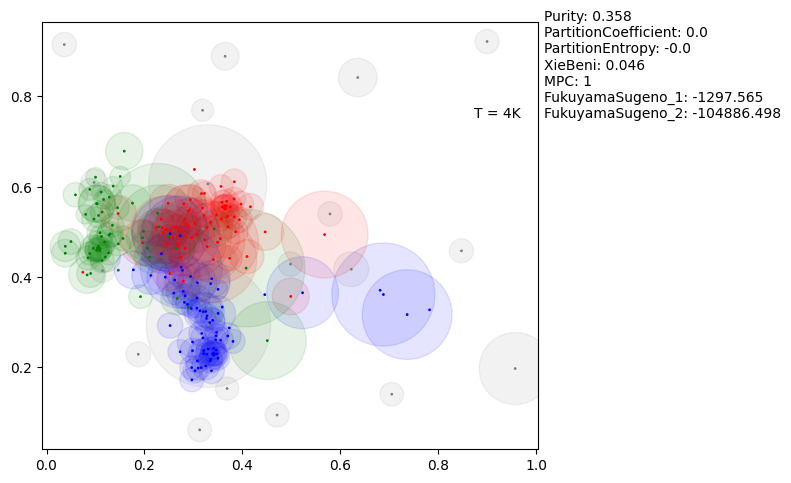 Purity: 0.358
PartitionCoefficient: 0.0
PartitionEntropy: -0.0
XieBeni: 0.046
MPC: 1
FukuyamaSugeno_1: -1297.565
FukuyamaSugeno_2: -104886.498
T = 4K
0.8
0.6
0.4
0.2
0.0 0.2 0.4 0.6 0.8 1.0